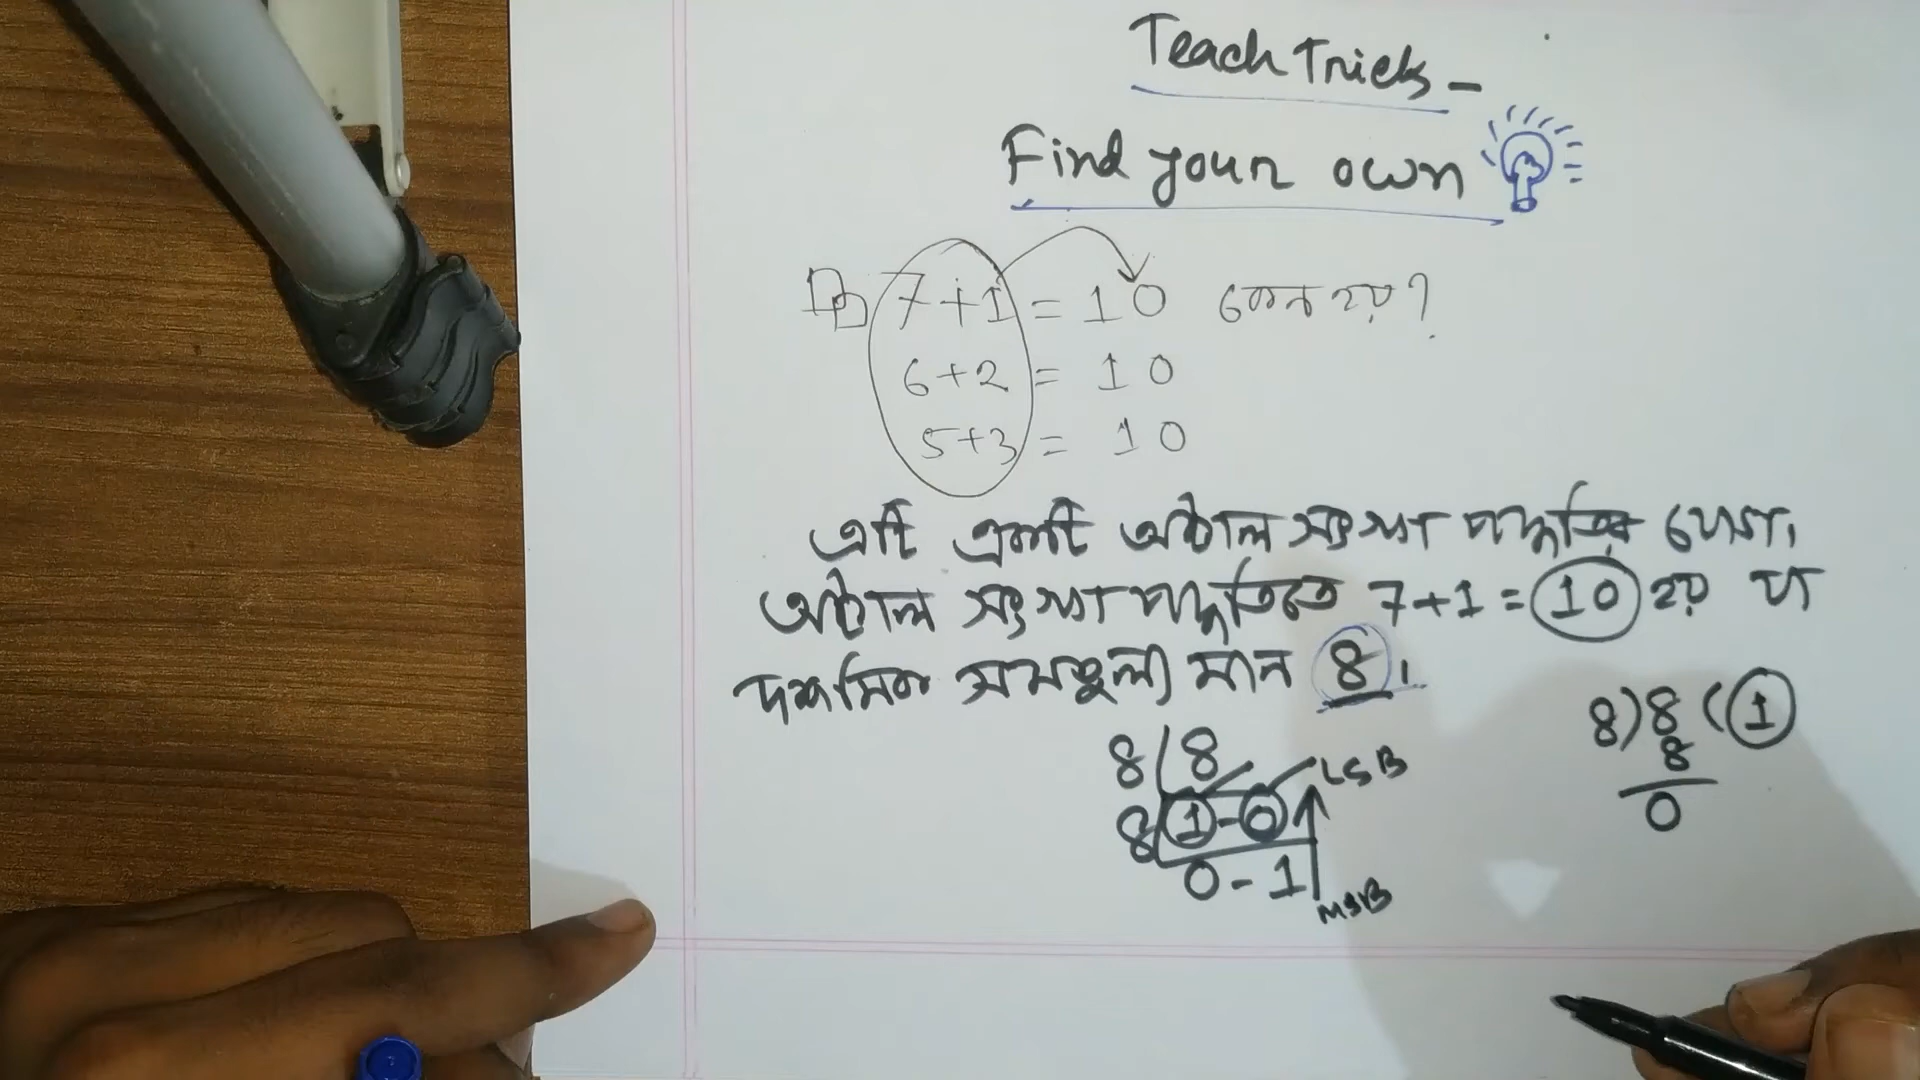 Teach Tricks -
Find your own
7+1 = 10 কেন হয়?
6+2 = 10
5+3 = 10
এটি একটি অক্টাল সংখ্যা পদ্ধতির যোগ।
অক্টাল সংখ্যা পদ্ধতিতে 7+1 = 10 হয় যা
দশমিক সমতুল্য মান 8।
8 8
8 1 - 0 LSB
0 - 1 MSB
8)8(1
8
0